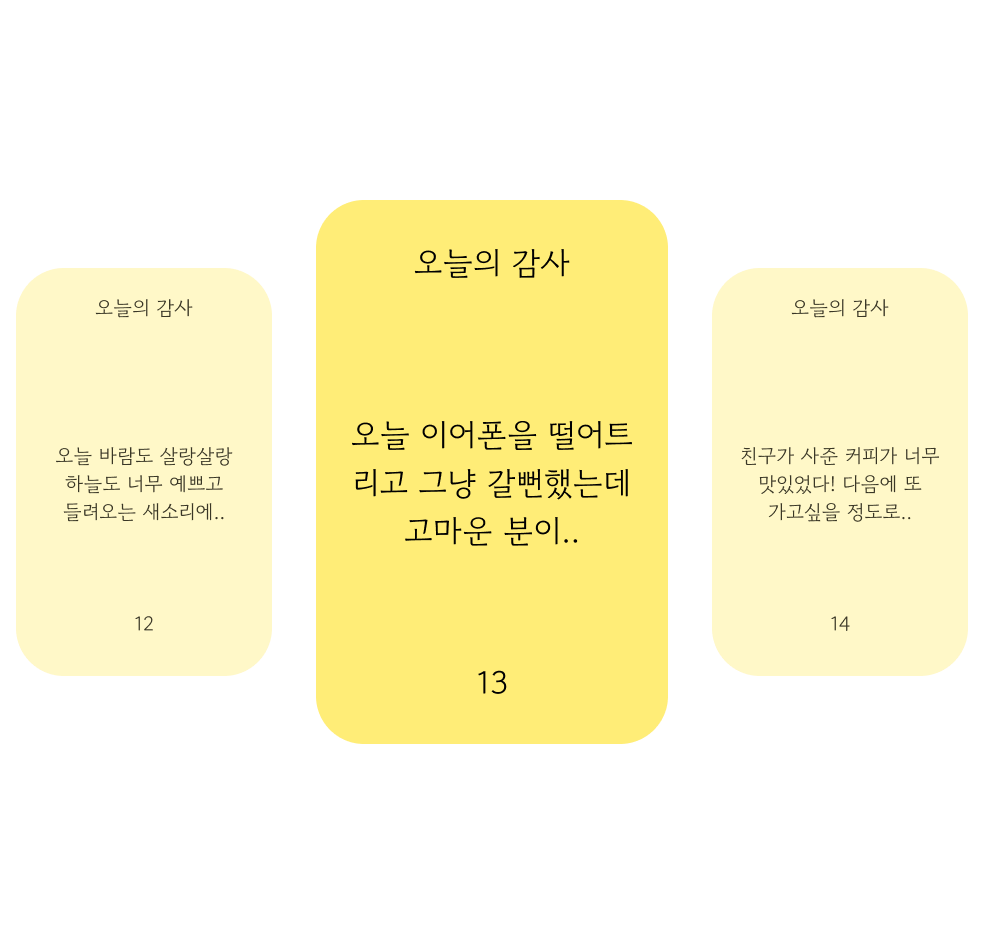 오늘의 감사
오늘 바람도 살랑살랑
하늘도 너무 예쁘고
들려오는 새소리에..
12
오늘의 감사
오늘 이어폰을 떨어트
리고 그냥 갈뻔했는데
고마운 분이..
13
오늘의 감사
친구가 사준 커피가 너무
맛있었다! 다음에 또
가고싶을 정도로..
14